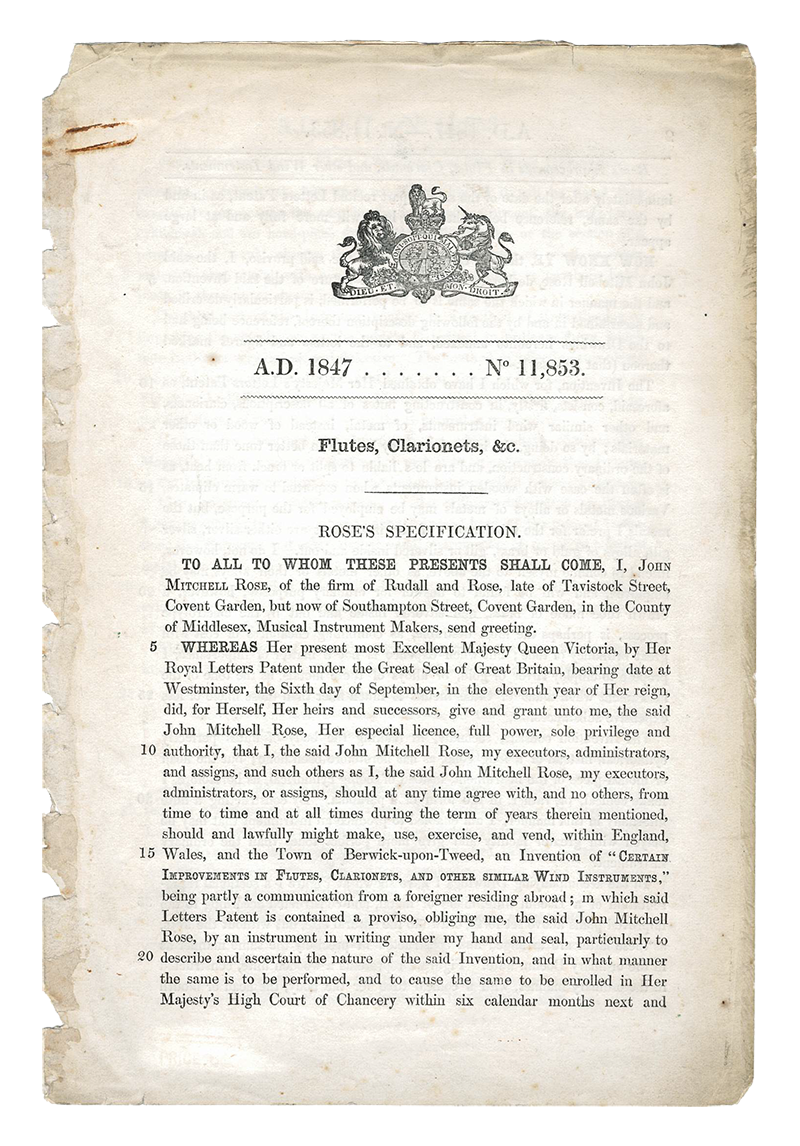 DIEU · ET · MON · DROIT.
A.D. 1847 . . . . . . . Nº 11,853.
Flutes, Clarionets, &c.
ROSE'S SPECIFICATION.
TO ALL TO WHOM THESE PRESENTS SHALL COME, I, JOHN
MITCHELL ROSE, of the firm of Rudall and Rose, late of Tavistock Street,
Covent Garden, but now of Southampton Street, Covent Garden, in the County
of Middlesex, Musical Instrument Makers, send greeting.
5 WHEREAS Her present most Excellent Majesty Queen Victoria, by Her
Royal Letters Patent under the Great Seal of Great Britain, bearing date at
Westminster, the Sixth day of September, in the eleventh year of Her reign,
did, for Herself, Her heirs and successors, give and grant unto me, the said
John Mitchell Rose, Her especial licence, full power, sole privilege and
10 authority, that I, the said John Mitchell Rose, my executors, administrators,
and assigns, and such others as I, the said John Mitchell Rose, my executors,
administrators, or assigns, should at any time agree with, and no others, from
time to time and at all times during the term of years therein mentioned,
should and lawfully might make, use, exercise, and vend, within England,
15 Wales, and the Town of Berwick-upon-Tweed, an Invention of "CERTAIN
IMPROVEMENTS IN FLUTES, CLARIONETS, AND OTHER SIMILAR WIND INSTRUMENTS,"
being partly a communication from a foreigner residing abroad; in which said
Letters Patent is contained a proviso, obliging me, the said John Mitchell
Rose, by an instrument in writing under my hand and seal, particularly to
20 describe and ascertain the nature of the said Invention, and in what manner
the same is to be performed, and to cause the same to be enrolled in Her
Majesty's High Court of Chancery within six calendar months next and